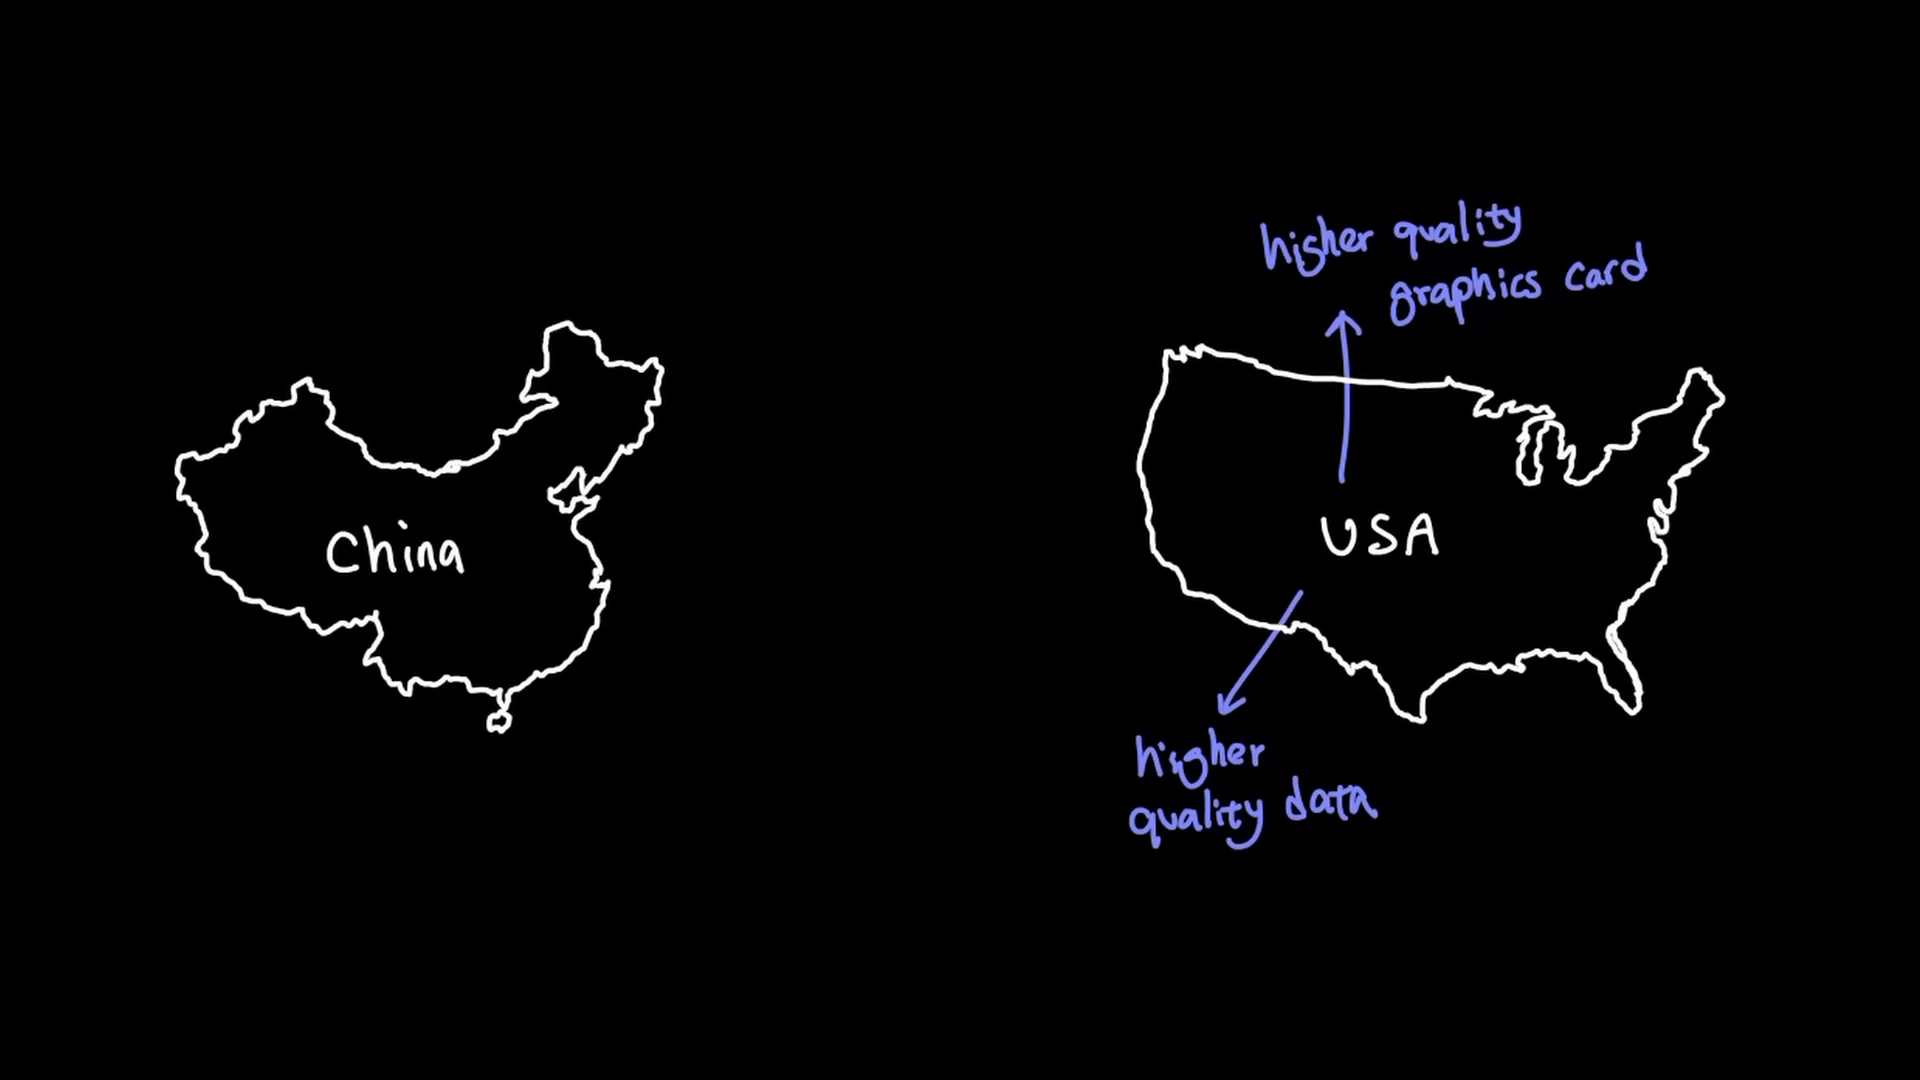 China
higher quality
graphics card
USA
higher
quality data